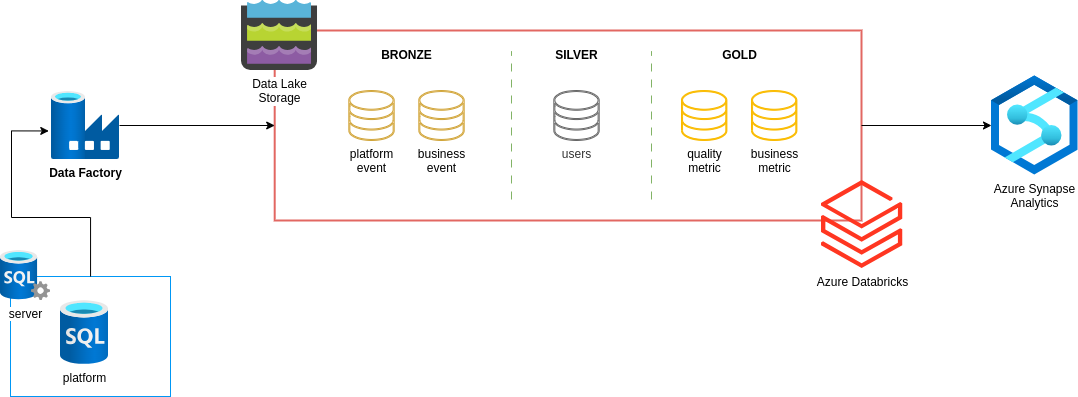 BRONZE
SILVER
GOLD
Data Lake
Storage
platform
event
business
event
users
quality
metric
business
metric
Data Factory
Azure Synapse
Analytics
SQL
server
Azure Databricks
SQL
platform